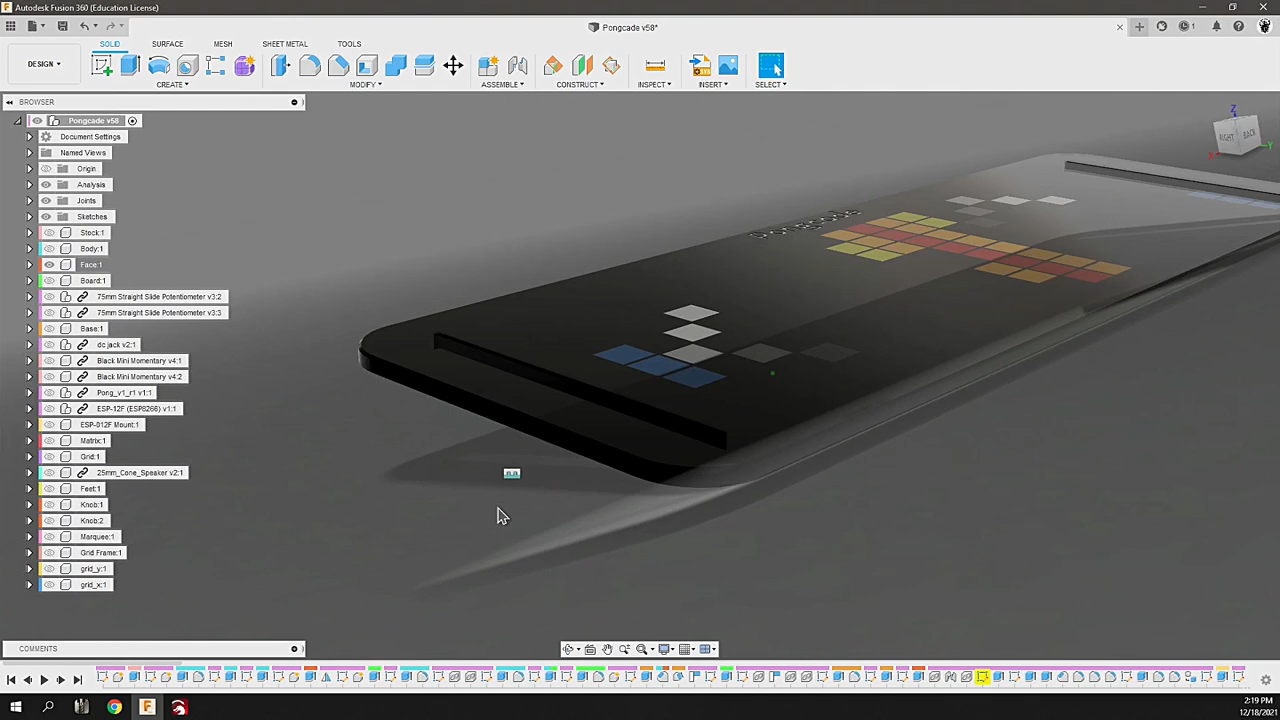 Autodesk Fusion 360 (Education License)
Pongcade v58*
1
DESIGN
SOLID
SURFACE
MESH
SHEET METAL
TOOLS
CREATE
MODIFY
ASSEMBLE
CONSTRUCT
INSPECT
INSERT
SELECT
BROWSER
Pongcade v58
Document Settings
Named Views
Origin
Analysis
Joints
Sketches
Stock:1
Body:1
Face:1
Board:1
75mm Straight Slide Potentiometer v3:2
75mm Straight Slide Potentiometer v3:3
Base:1
dc jack v2:1
Black Mini Momentary v4:1
Black Mini Momentary v4:2
Pong_v1_r1 v1:1
ESP-12F (ESP8266) v1:1
ESP-012F Mount:1
Matrix:1
Grid:1
25mm_Cone_Speaker v2:1
Feet:1
Knob:1
Knob:2
Marquee:1
Grid Frame:1
grid_y:1
grid_x:1
Pongcade
Z
RIGHT
BACK
X
Y
COMMENTS
2:19 PM
12/18/2021